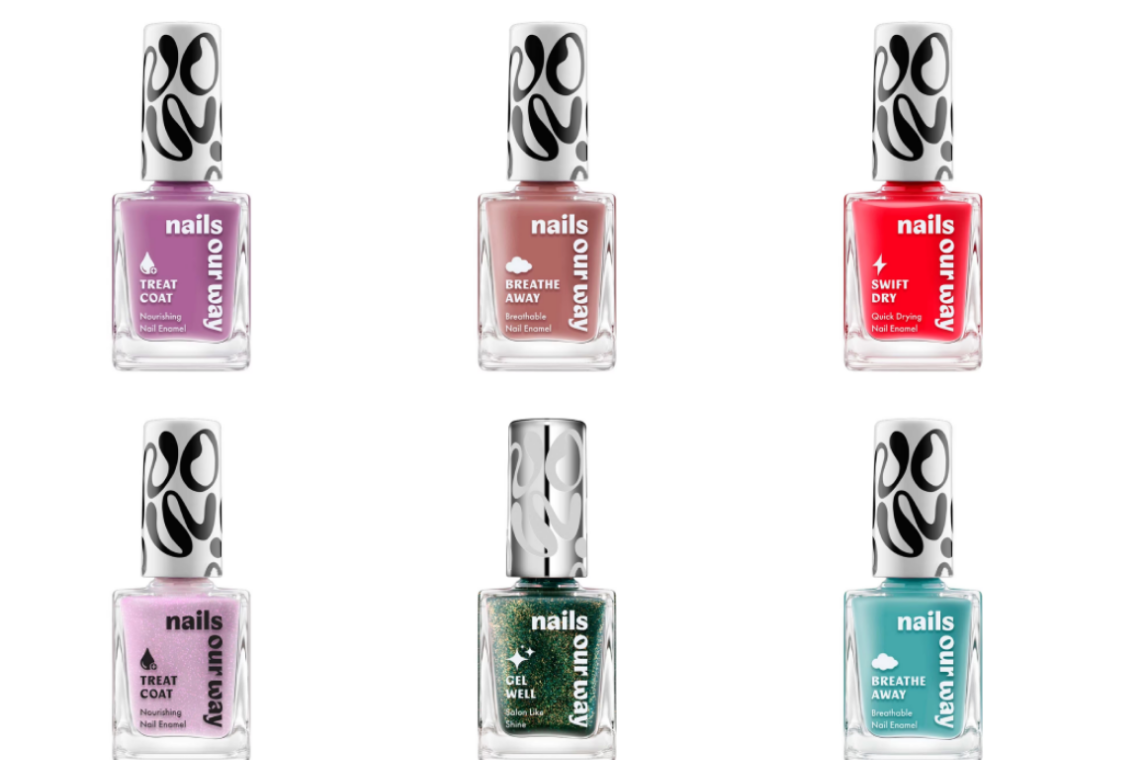 nails
our way
TREAT
COAT
Nourishing
Nail Enamel
nails
our way
BREATHE
AWAY
Breathable
Nail Enamel
nails
our way
SWIFT
DRY
Quick Drying
Nail Enamel
nails
our way
TREAT
COAT
Nourishing
Nail Enamel
nails
our way
GEL
WELL
Salon Like
Shine
nails
our way
BREATHE
AWAY
Breathable
Nail Enamel